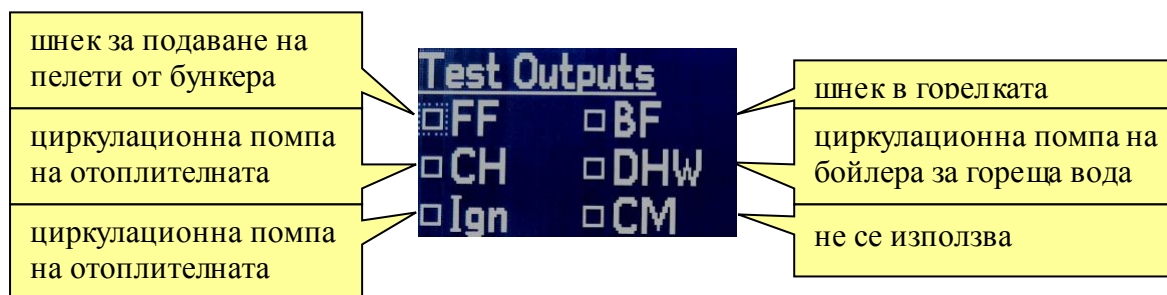 шнек за подаване на
пелети от бункера
циркулационна помпа
на отоплителната
циркулационна помпа
на отоплителната
Test Outputs
FF BF
CH DHW
Ign CM
шнек в горелката
циркулационна помпа на
бойлера за гореща вода
не се използва